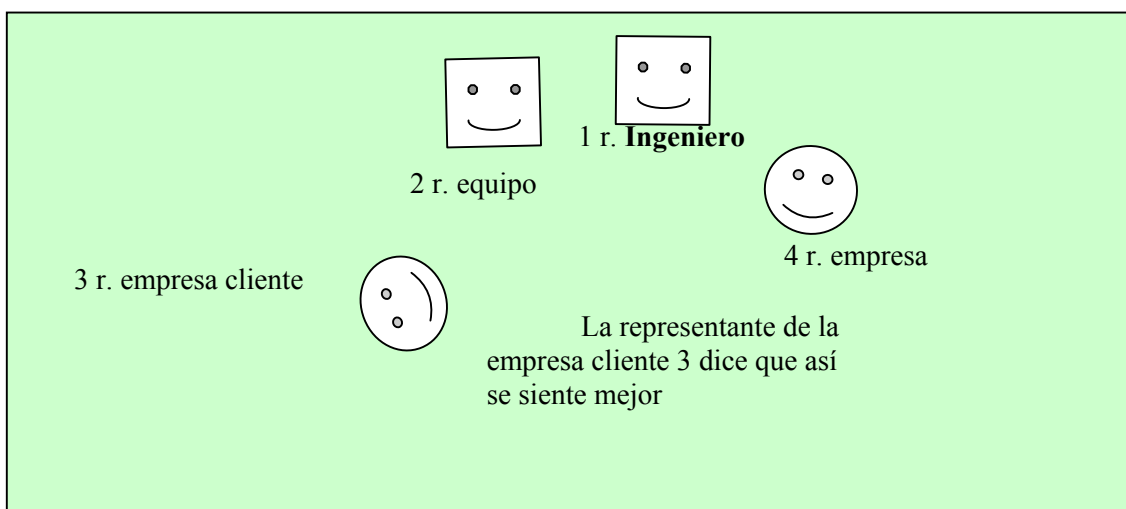 1 r. Ingeniero
2 r. equipo
4 r. empresa
3 r. empresa cliente
La representante de la
empresa cliente 3 dice que así
se siente mejor